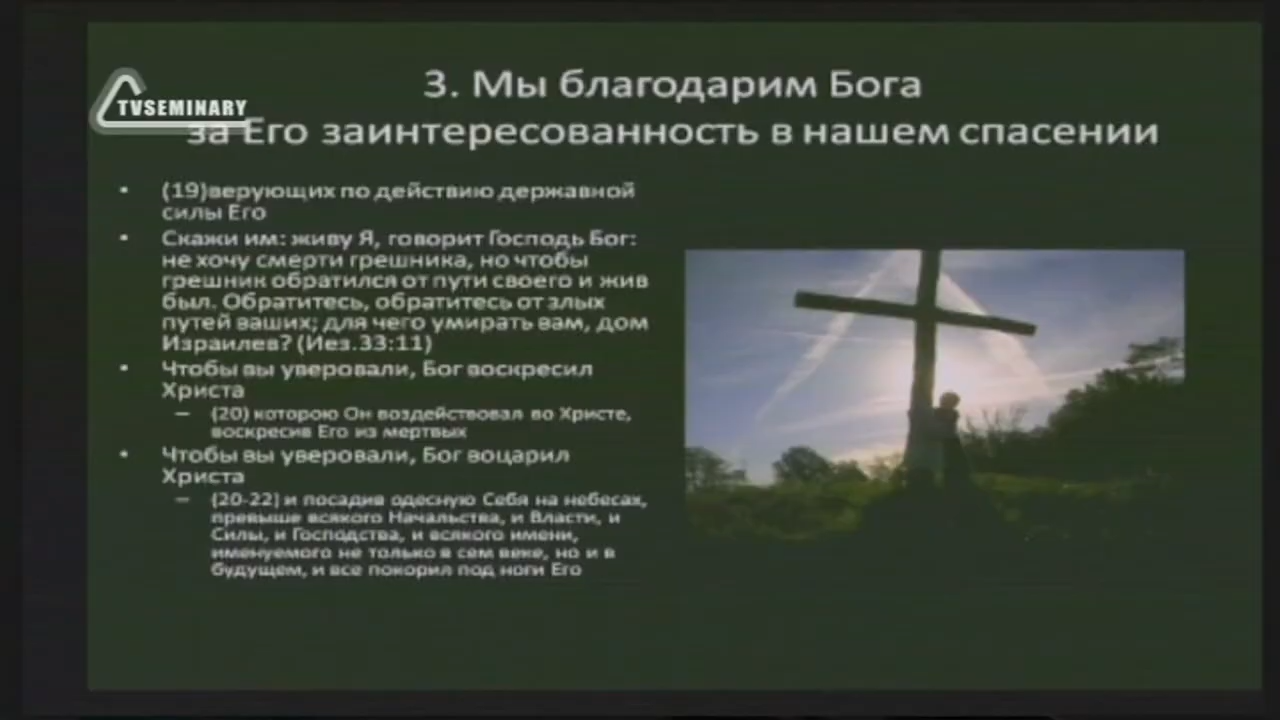 3. Мы благодарим Бога
TVSEMINARY
за Его заинтересованность в нашем спасении
• (19)верующих по действию державной
силы Его
• Скажи им: живу Я, говорит Господь Бог:
не хочу смерти грешника, но чтобы
грешник обратился от пути своего и жив
был. Обратитесь, обратитесь от злых
путей ваших; для чего умирать вам, дом
Израилев? (Иез.33:11)
• Чтобы вы уверовали, Бог воскресил
Христа
– (20) которою Он воздействовал во Христе,
воскресив Его из мертвых
• Чтобы вы уверовали, Бог воцарил
Христа
– (20-22) и посадив одесную Себя на небесах,
превыше всякого Начальства, и Власти, и
Силы, и Господства, и всякого имени,
именуемого не только в сем веке, но и в
будущем, и все покорил под ноги Его